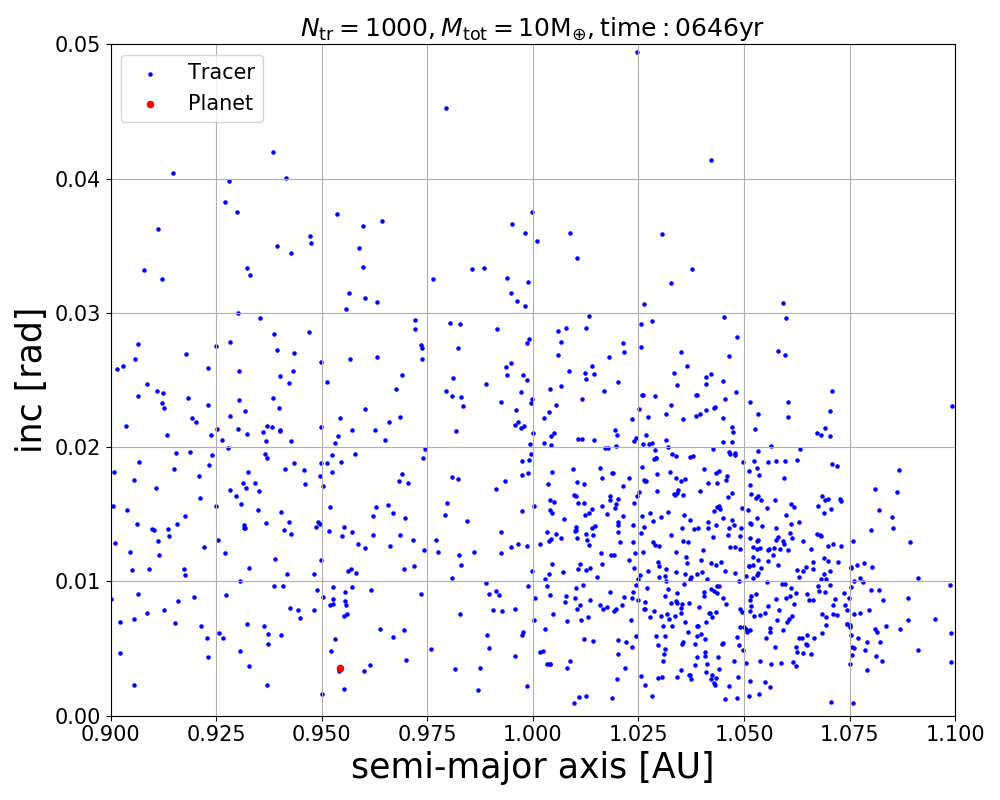 N_tr = 1000, M_tot = 10M_⊕, time : 0646yr
Tracer
Planet
0.05
0.04
0.03
0.02
0.01
0.00
inc [rad]
0.900 0.925 0.950 0.975 1.000 1.025 1.050 1.075 1.100
semi-major axis [AU]